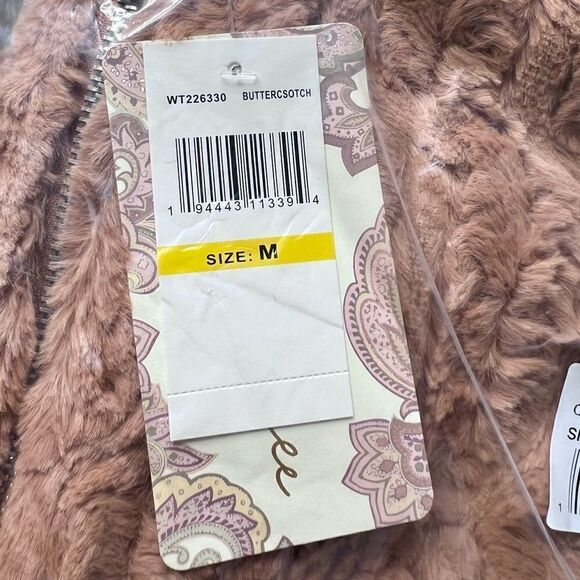 WT226330 BUTTERCSOTCH
1 94443 11339 4
SIZE: M